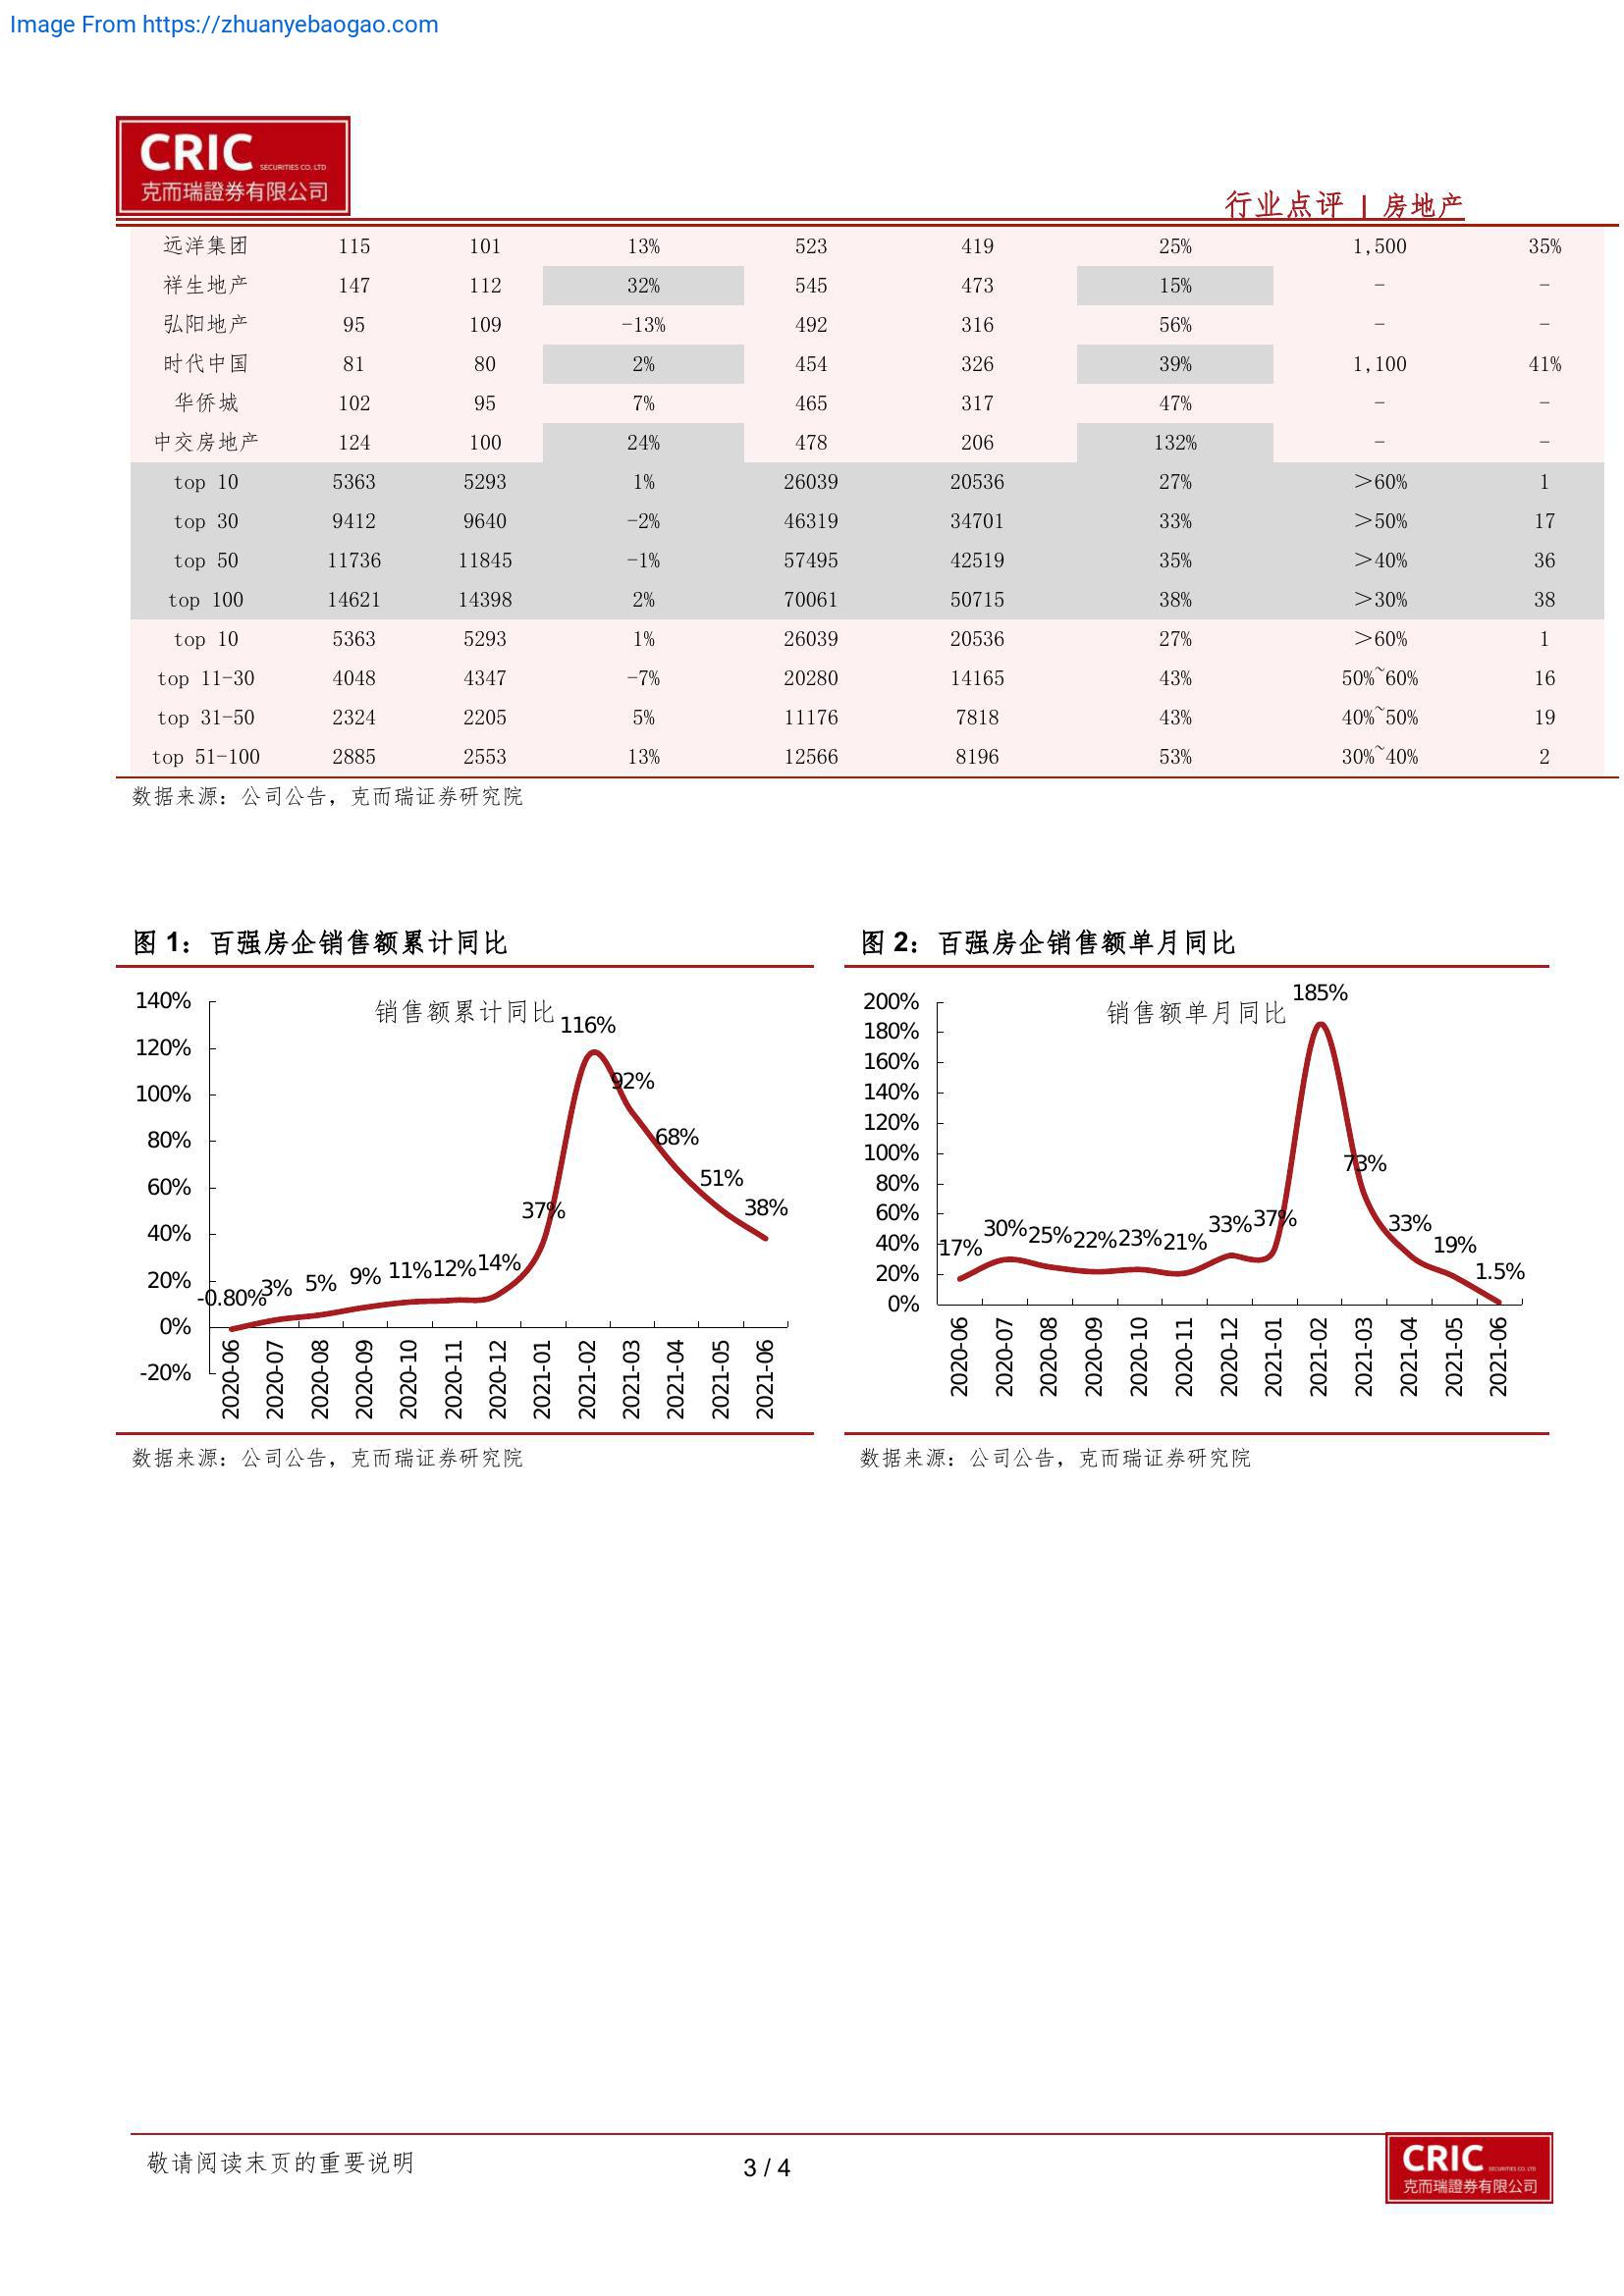 Image From https://zhuanyebaogao.com
CRIC SECURITIES CO. LTD
克而瑞證券有限公司
行业点评 | 房地产
远洋集团 115 101 13% 523 419 25% 1,500 35%
祥生地产 147 112 32% 545 473 15% - -
弘阳地产 95 109 -13% 492 316 56% - -
时代中国 81 80 2% 454 326 39% 1,100 41%
华侨城 102 95 7% 465 317 47% - -
中交房地产 124 100 24% 478 206 132% - -
top 10 5363 5293 1% 26039 20536 27% >60% 1
top 30 9412 9640 -2% 46319 34701 33% >50% 17
top 50 11736 11845 -1% 57495 42519 35% >40% 36
top 100 14621 14398 2% 70061 50715 38% >30% 38
top 10 5363 5293 1% 26039 20536 27% >60% 1
top 11-30 4048 4347 -7% 20280 14165 43% 50%~60% 16
top 31-50 2324 2205 5% 11176 7818 43% 40%~50% 19
top 51-100 2885 2553 13% 12566 8196 53% 30%~40% 2
数据来源：公司公告，克而瑞证券研究院
图 1：百强房企销售额累计同比
销售额累计同比
140%
120%
100%
80%
60%
40%
20%
0%
-20%
-0.80% 3% 5% 9% 11% 12% 14% 37% 116% 92% 68% 51% 38%
2020-06 2020-07 2020-08 2020-09 2020-10 2020-11 2020-12 2021-01 2021-02 2021-03 2021-04 2021-05 2021-06
数据来源：公司公告，克而瑞证券研究院
图 2：百强房企销售额单月同比
销售额单月同比
200%
180%
160%
140%
120%
100%
80%
60%
40%
20%
0%
17% 30% 25% 22% 23% 21% 33% 37% 185% 73% 33% 19% 1.5%
2020-06 2020-07 2020-08 2020-09 2020-10 2020-11 2020-12 2021-01 2021-02 2021-03 2021-04 2021-05 2021-06
数据来源：公司公告，克而瑞证券研究院
敬请阅读末页的重要说明
3 / 4
CRIC SECURITIES CO. LTD
克而瑞證券有限公司